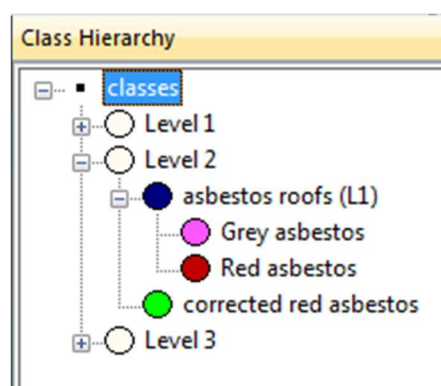 Class Hierarchy
classes
Level 1
Level 2
asbestos roofs (L1)
Grey asbestos
Red asbestos
corrected red asbestos
Level 3